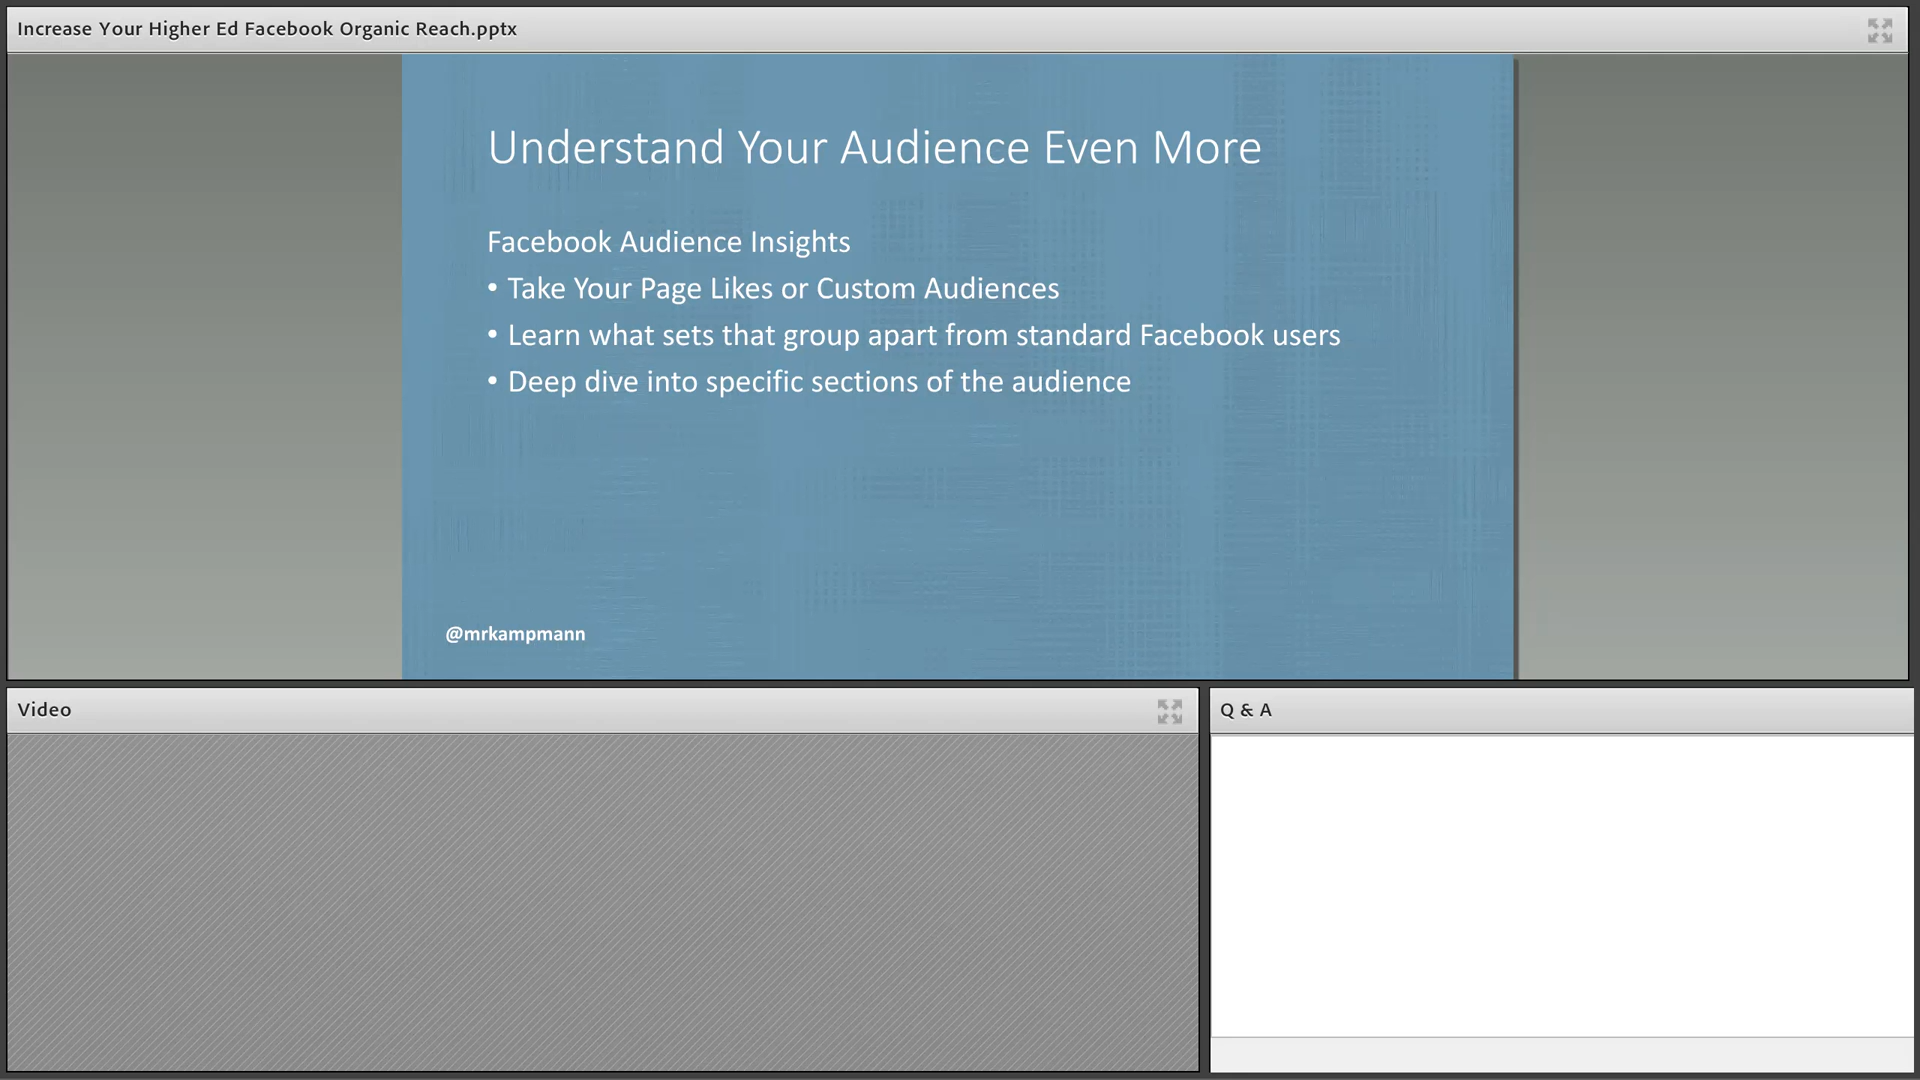 Increase Your Higher Ed Facebook Organic Reach.pptx
Understand Your Audience Even More
Facebook Audience Insights
• Take Your Page Likes or Custom Audiences
• Learn what sets that group apart from standard Facebook users
• Deep dive into specific sections of the audience
@mrkampmann
Video
Q & A